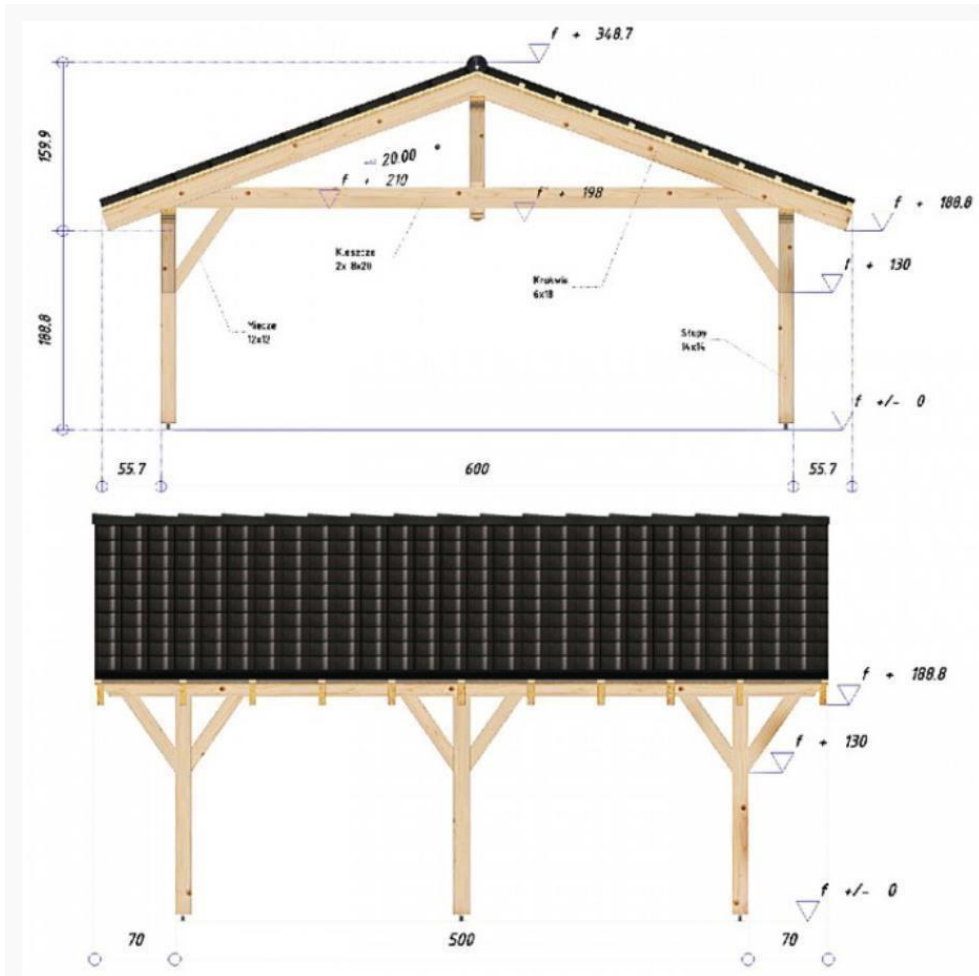 f + 348.7
159.9
20.00 °
f + 210
f + 198
f + 188.8
Kleszcze
2x 8x20
f + 130
Krokwie
6x18
188.8
Miecze
12x12
Słupy
14x14
f +/- 0
55.7 600 55.7
f + 188.8
f + 130
f +/- 0
70 500 70